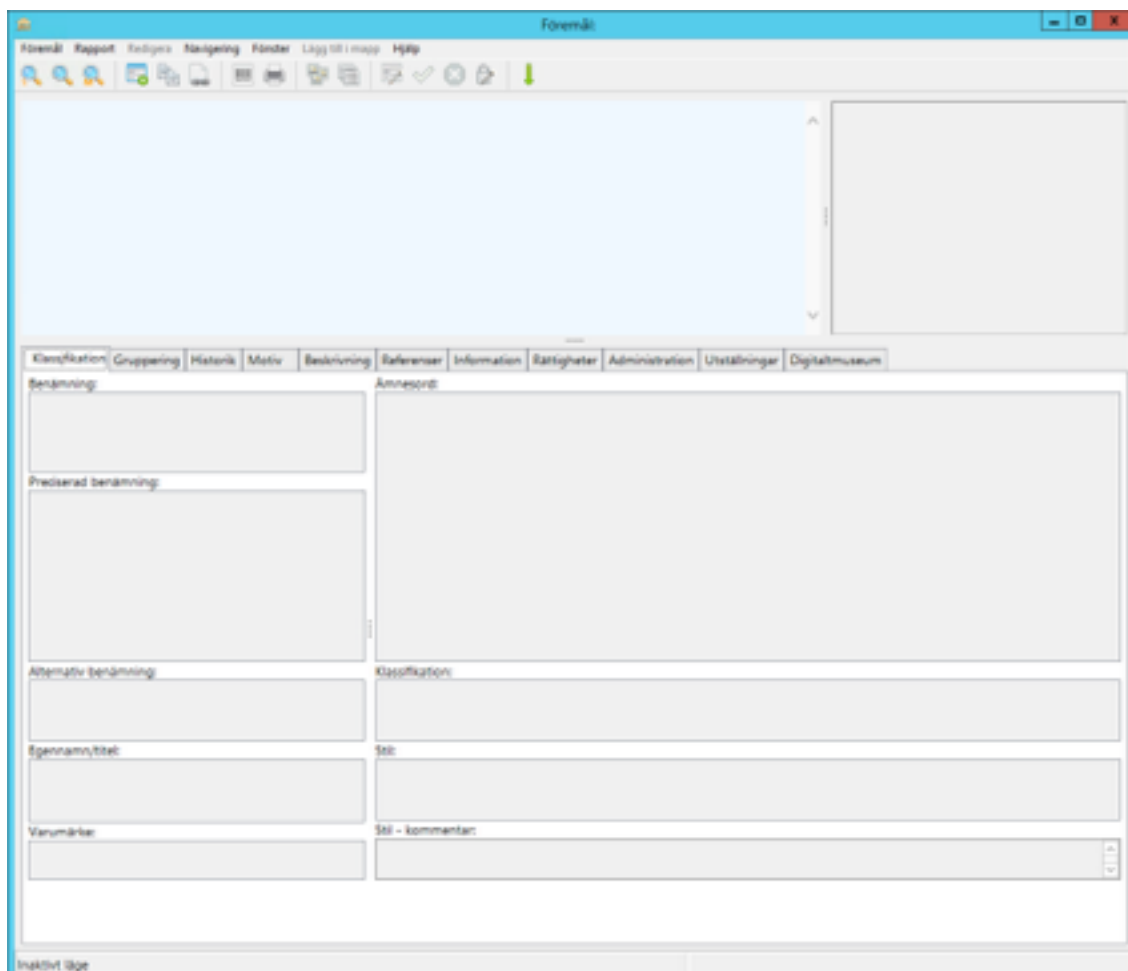 Föremål:
Föremål Rapport Redigera Navigering Fönster Lägg till i mapp Hjälp
Klassifikation Gruppering Historik Motiv Beskrivning Referenser Information Rättigheter Administration Utställningar Digitaltmuseum
Benämning: Ämnesord:
Preciserad benämning:
Alternativ benämning: Klassifikation:
Egennamn/titel: Stil:
Varumärke: Stil - kommentar:
Inaktivt läge